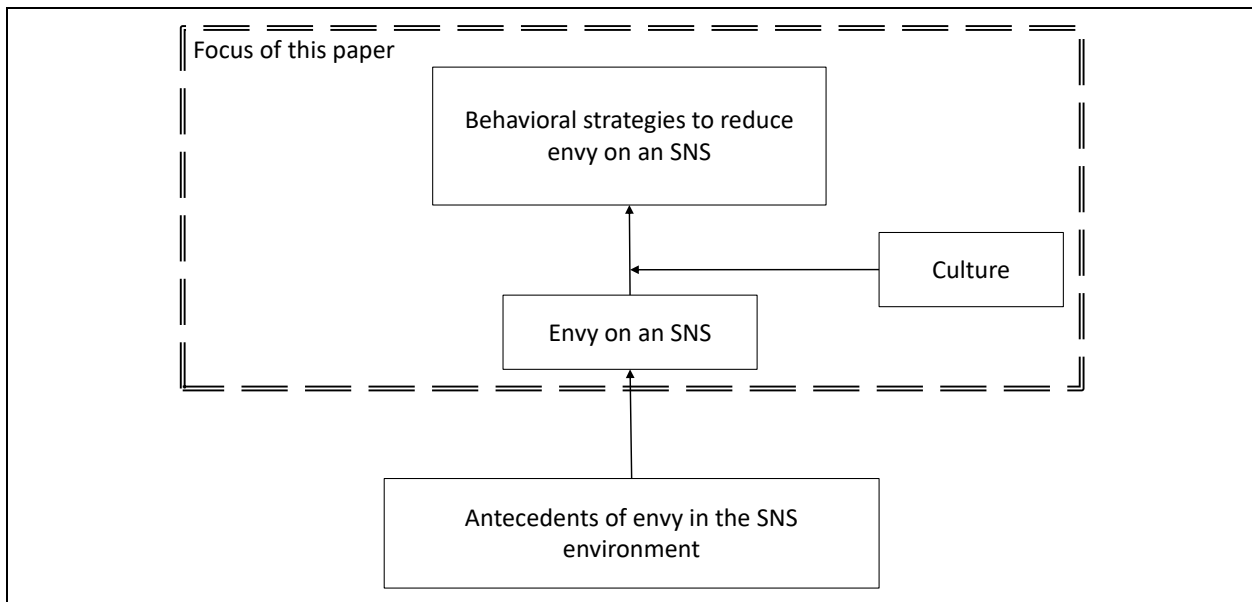 Focus of this paper
Behavioral strategies to reduce
envy on an SNS
Culture
Envy on an SNS
Antecedents of envy in the SNS
environment